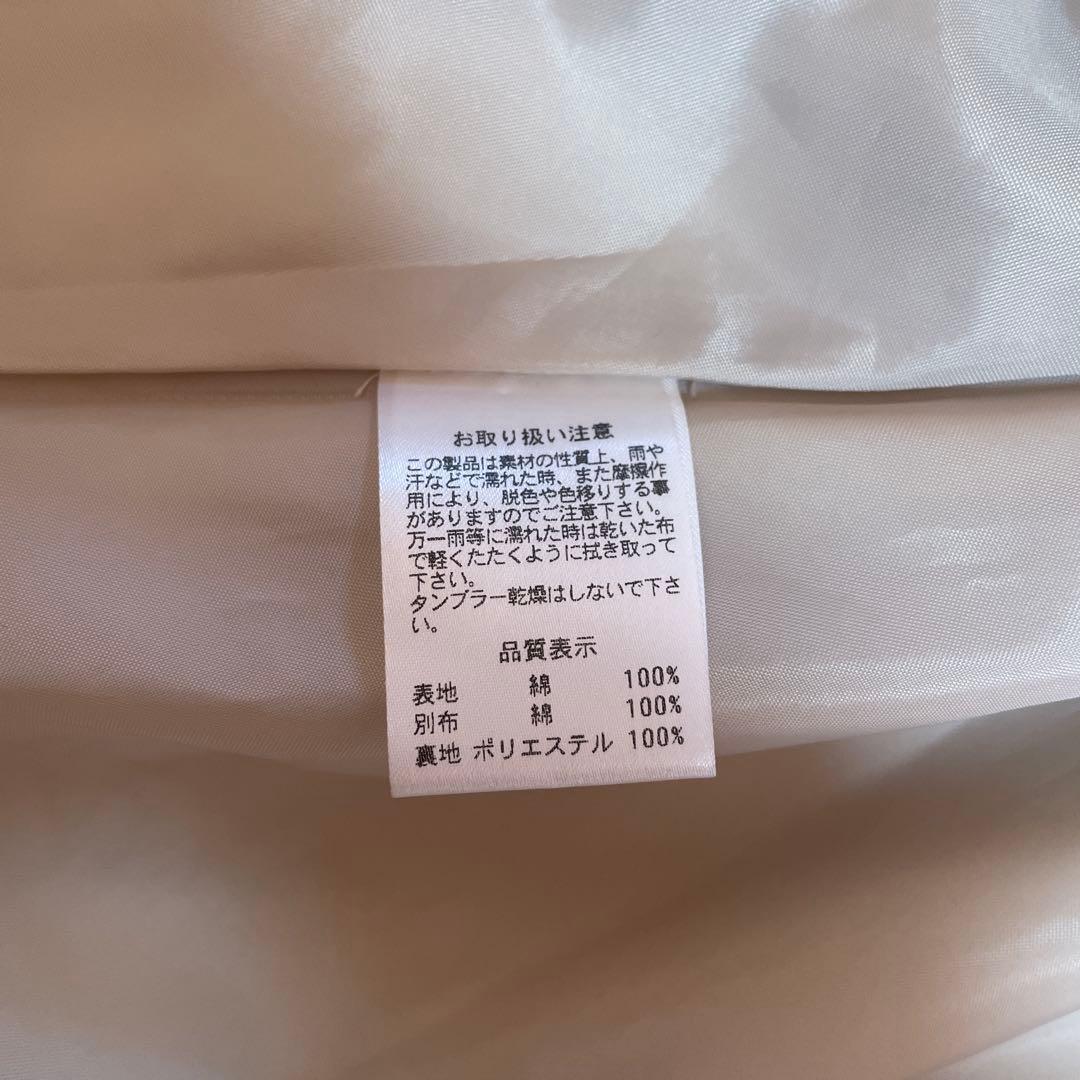 お取り扱い注意
この製品は素材の性質上、雨や
汗などで濡れた時、また摩擦作
用により、脱色や色移りする事
がありますのでご注意下さい。
万一雨等に濡れた時は乾いた布
で軽くたたくように拭き取って
下さい。
タンブラー乾燥はしないで下さ
い。
品質表示
表地 綿 100%
別布 綿 100%
裏地 ポリエステル 100%